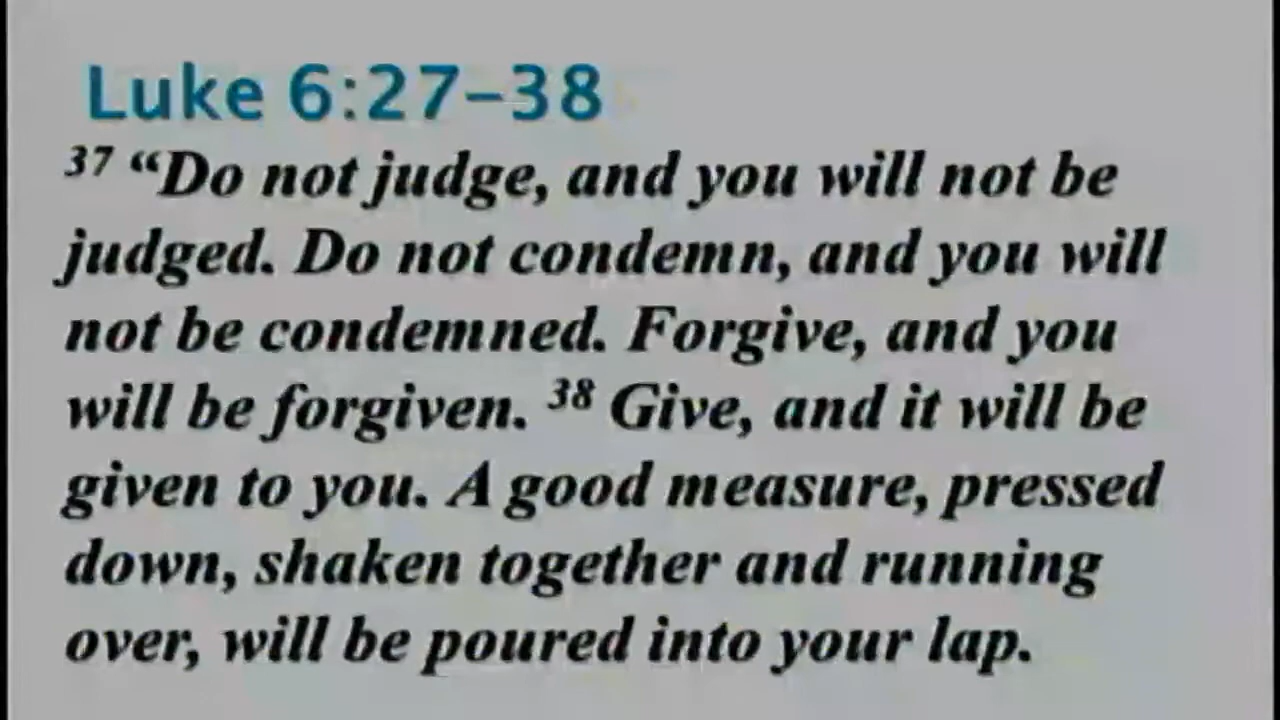 Luke 6:27–38
37 “Do not judge, and you will not be
judged. Do not condemn, and you will
not be condemned. Forgive, and you
will be forgiven. 38 Give, and it will be
given to you. A good measure, pressed
down, shaken together and running
over, will be poured into your lap.